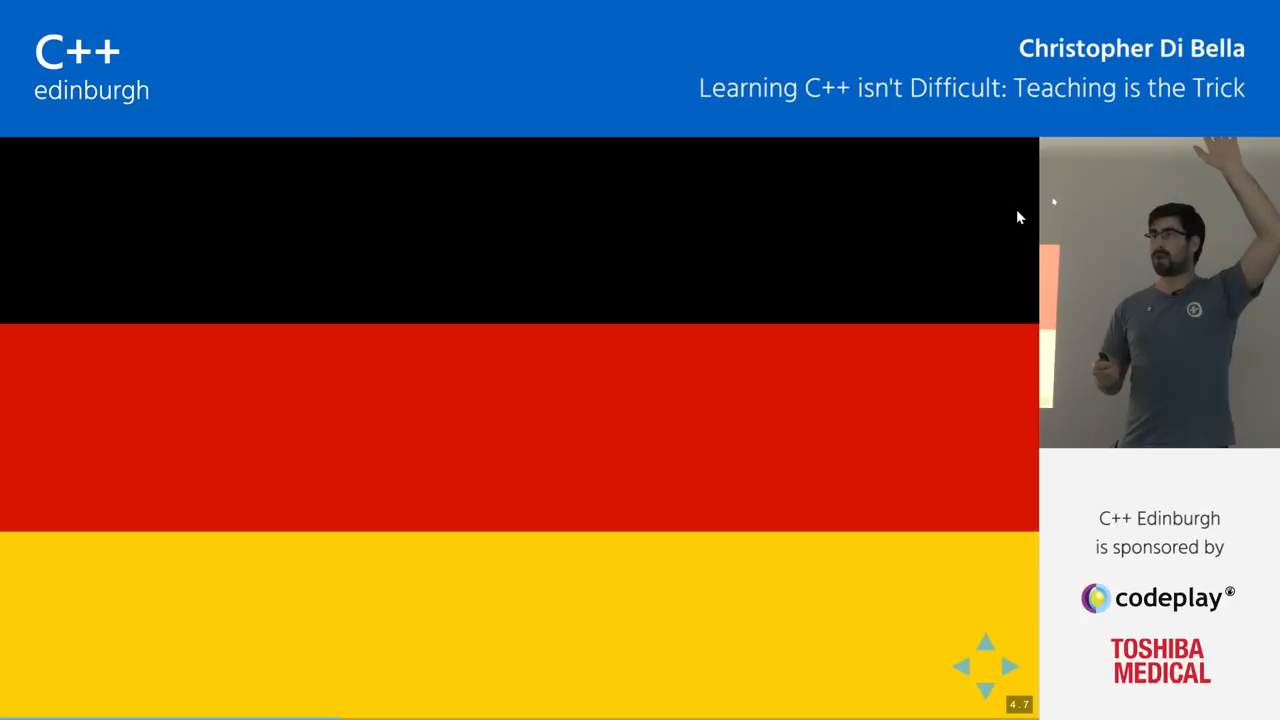 C++
edinburgh
Christopher Di Bella
Learning C++ isn't Difficult: Teaching is the Trick
C++ Edinburgh
is sponsored by
codeplay
TOSHIBA
MEDICAL
4.7